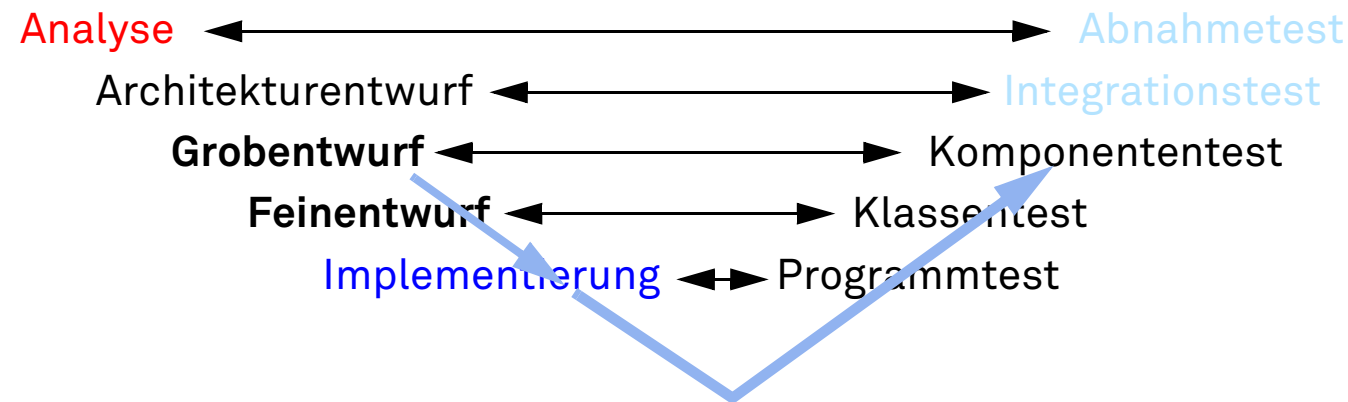 Analyse Abnahmetest
Architekturentwurf Integrationstest
Grobentwurf Komponententest
Feinentwurf Klassentest
Implementierung Programmtest